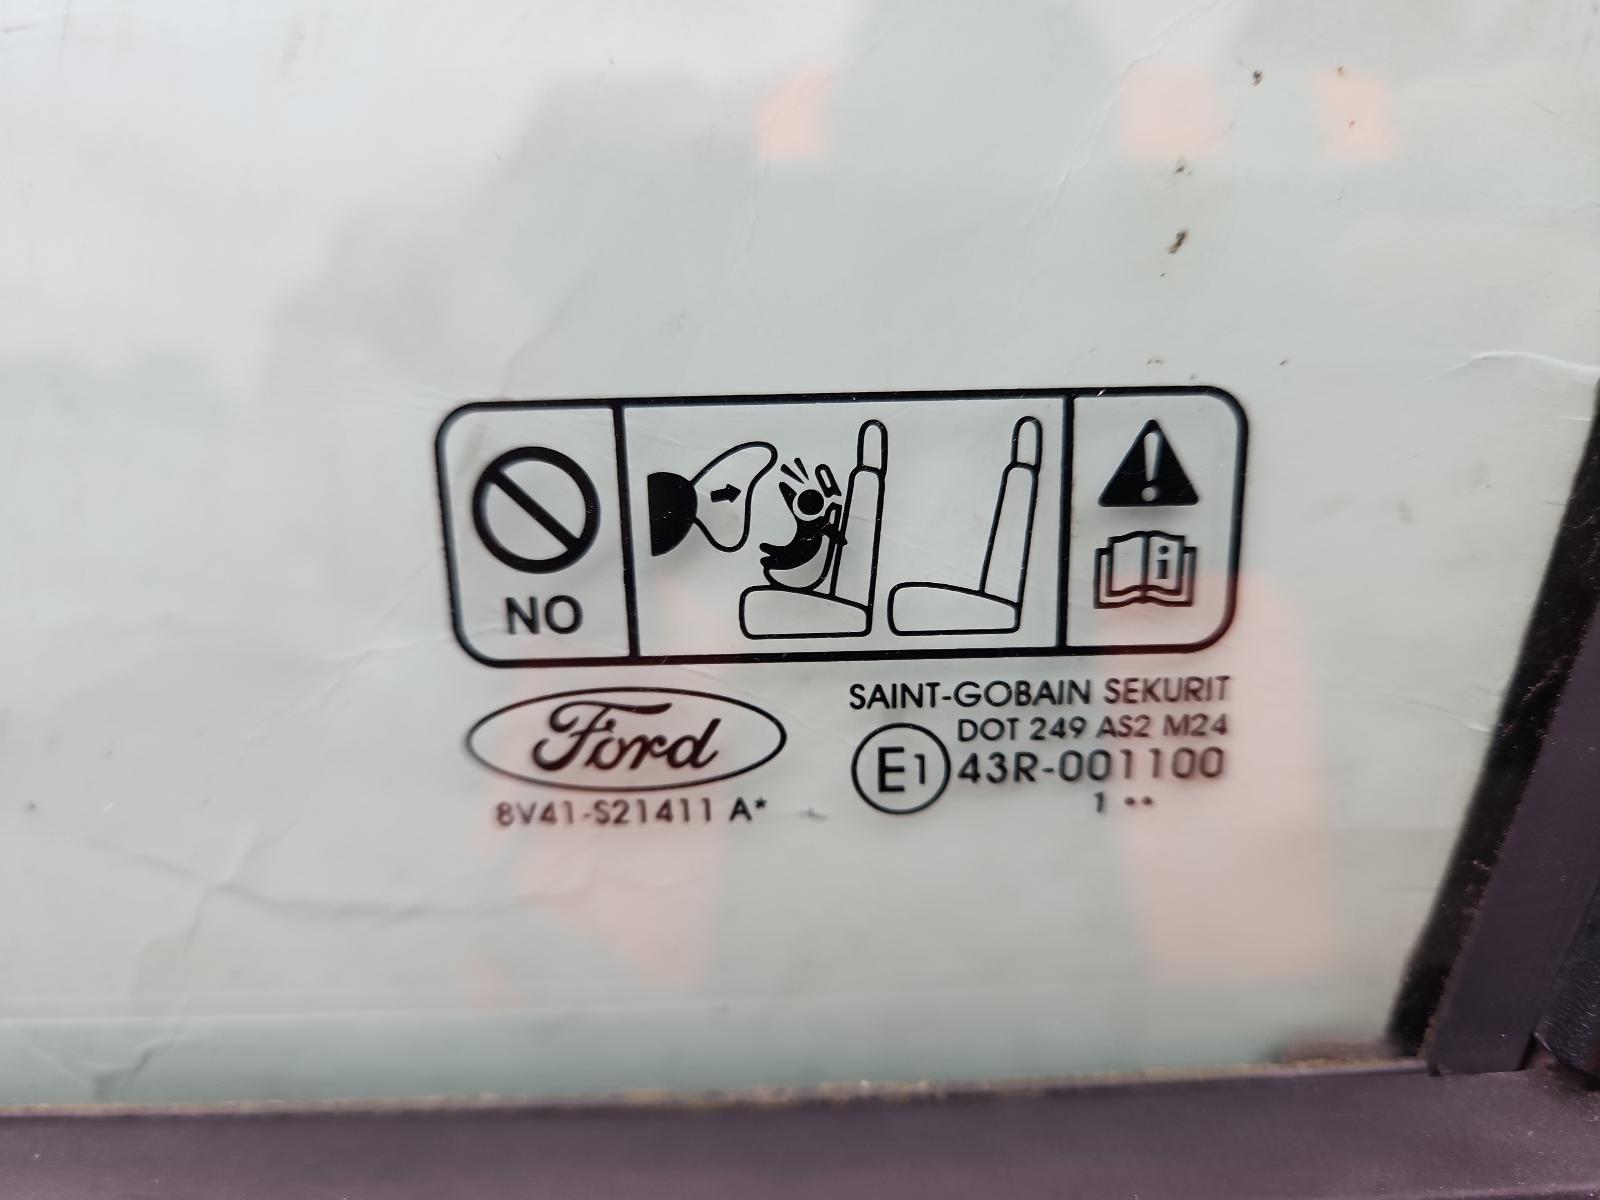 NO
Ford
8V41-S21411 A*
SAINT-GOBAIN SEKURIT
DOT 249 AS2 M24
E1 43R-001100
1 ••